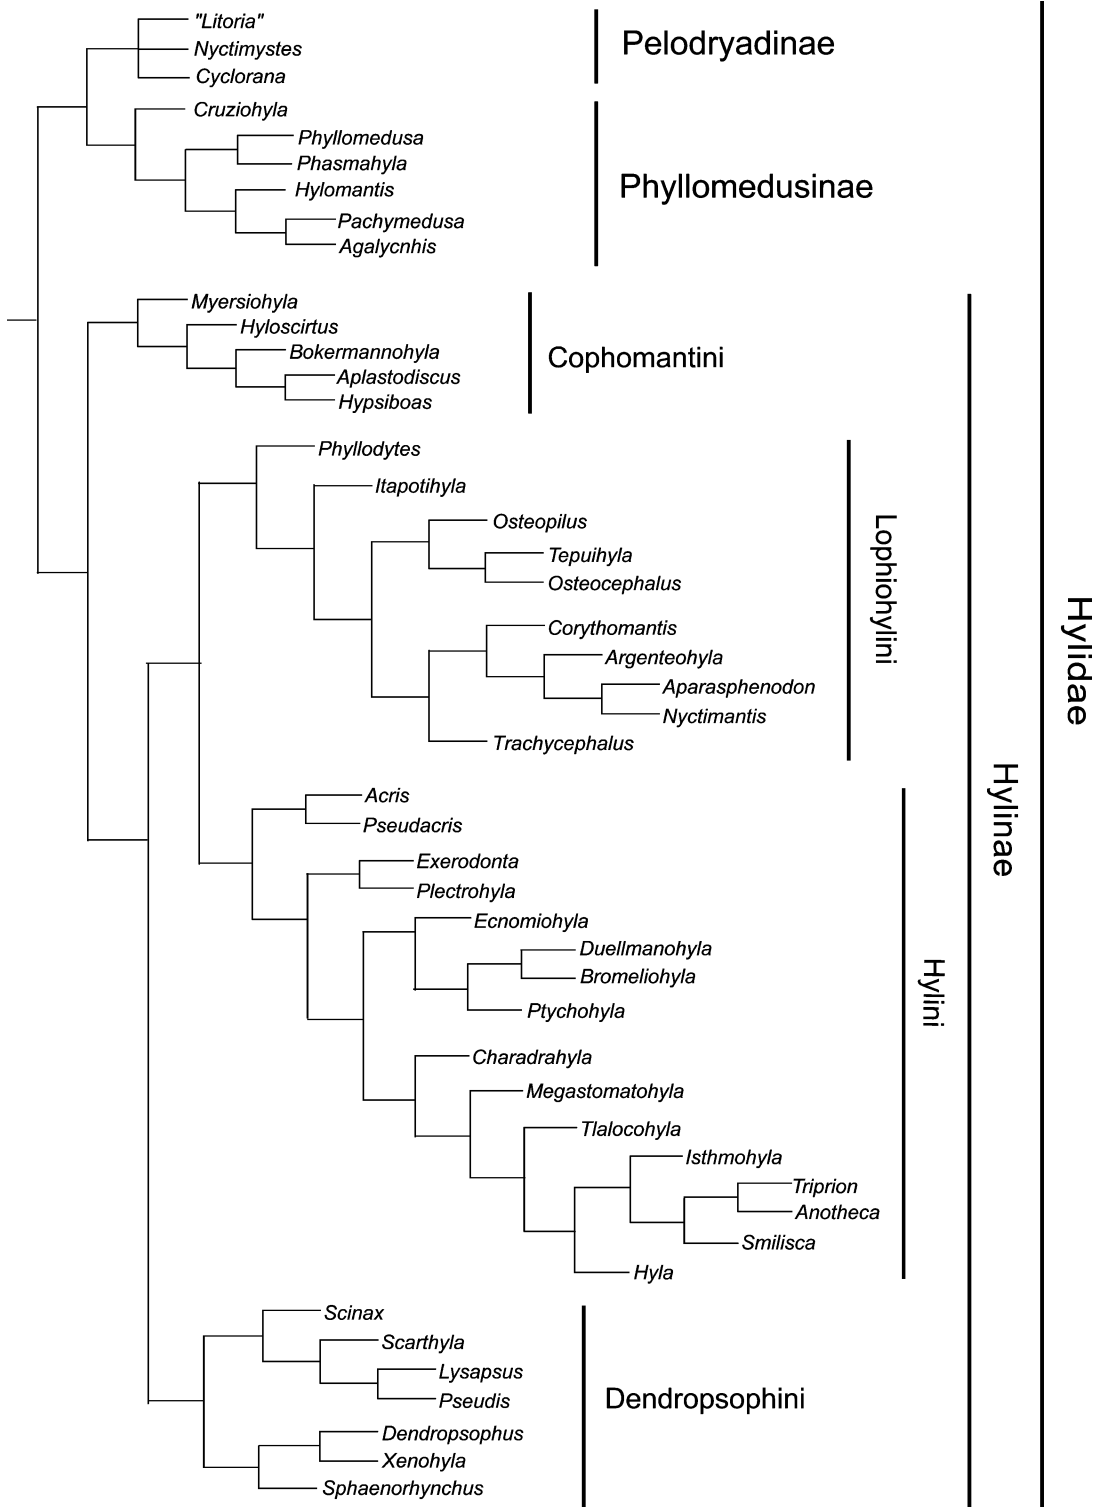 "Litoria"
Nyctimystes
Cyclorana
Pelodryadinae
Cruziohyla
Phyllomedusa
Phasmahyla
Hylomantis
Pachymedusa
Agalycnhis
Phyllomedusinae
Myersiohyla
Hyloscirtus
Bokermannohyla
Aplastodiscus
Hypsiboas
Cophomantini
Phyllodytes
Itapotihyla
Osteopilus
Tepuihyla
Osteocephalus
Corythomantis
Argenteohyla
Aparasphenodon
Nyctimantis
Trachycephalus
Lophiohylini
Acris
Pseudacris
Exerodonta
Plectrohyla
Ecnomiohyla
Duellmanohyla
Bromeliohyla
Ptychohyla
Charadrahyla
Megastomatohyla
Tlalocohyla
Isthmohyla
Triprion
Anotheca
Smilisca
Hyla
Hylini
Scinax
Scarthyla
Lysapsus
Pseudis
Dendropsophus
Xenohyla
Sphaenorhynchus
Dendropsophini
Hylinae
Hylidae